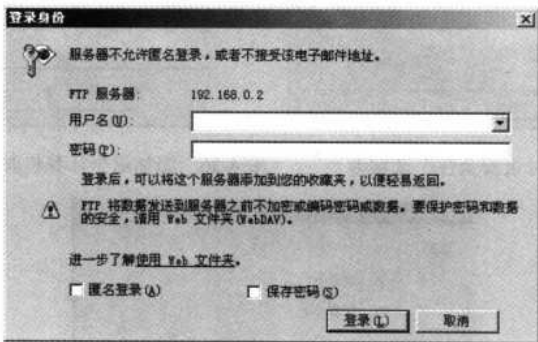 登录身份
服务器不允许匿名登录，或者不接受该电子邮件地址。
FTP 服务器: 192.168.0.2
用户名(U):
密码(P):
登录后，可以将这个服务器添加到您的收藏夹，以便轻易返回。
FTP 将数据发送到服务器之前不加密或编码密码或数据。要保护密码和数据
的安全，请用 Web 文件夹(WebDAV)。
进一步了解使用 Web 文件夹。
匿名登录(A) 保存密码(S)
登录(L) 取消